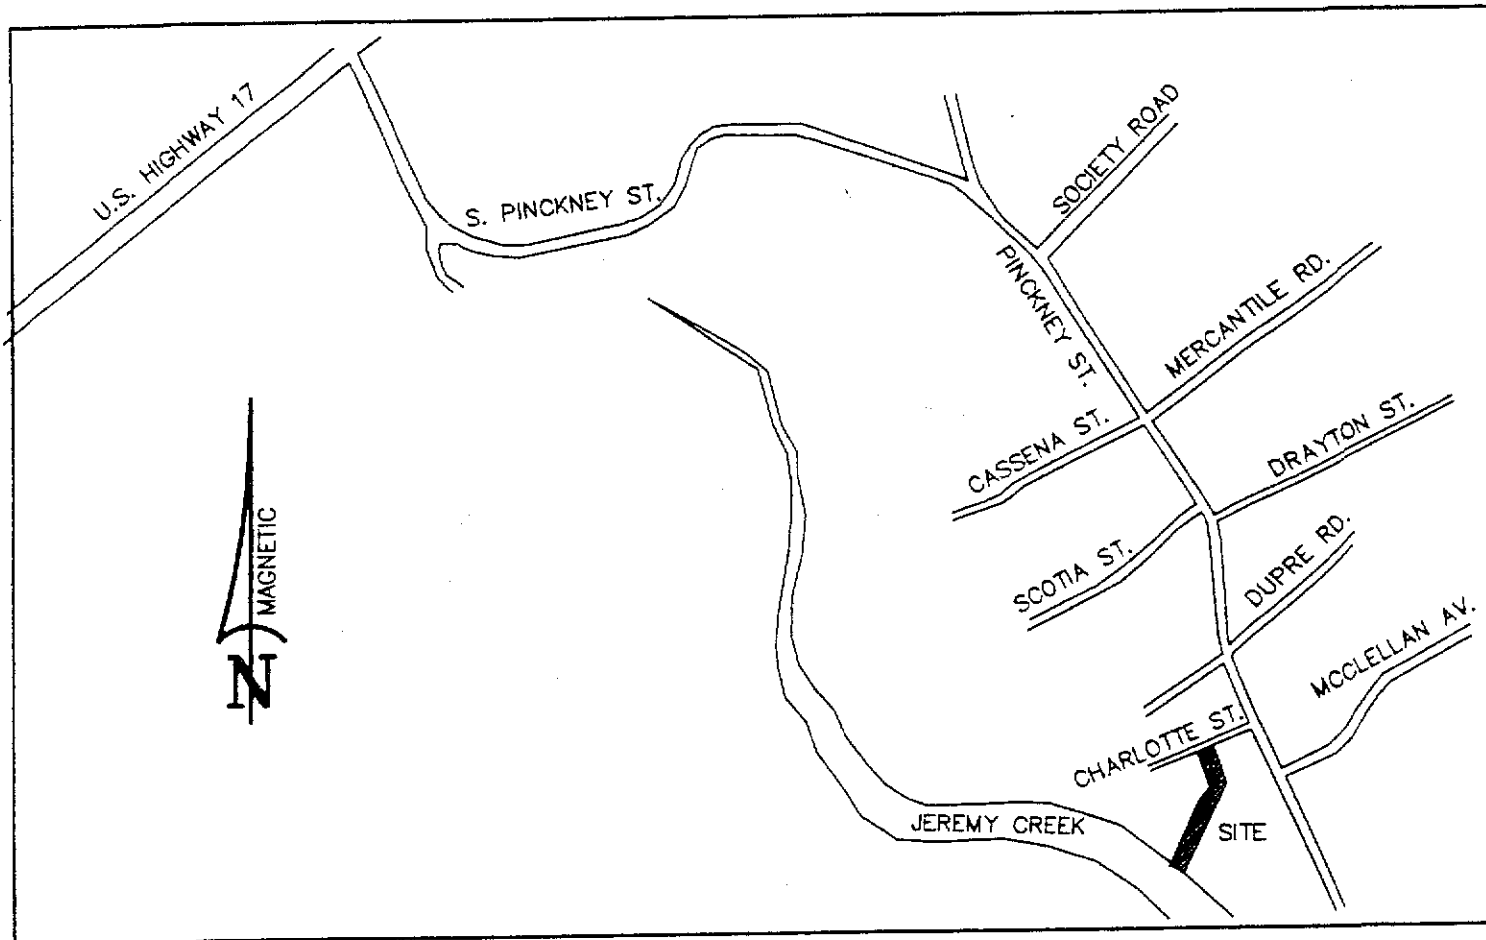 U.S. HIGHWAY 17
S. PINCKNEY ST.
SOCIETY ROAD
PINCKNEY ST.
MERCANTILE RD.
CASSENA ST.
DRAYTON ST.
SCOTIA ST.
DUPRE RD.
MCCLELLAN AV.
CHARLOTTE ST.
JEREMY CREEK
SITE
MAGNETIC
N